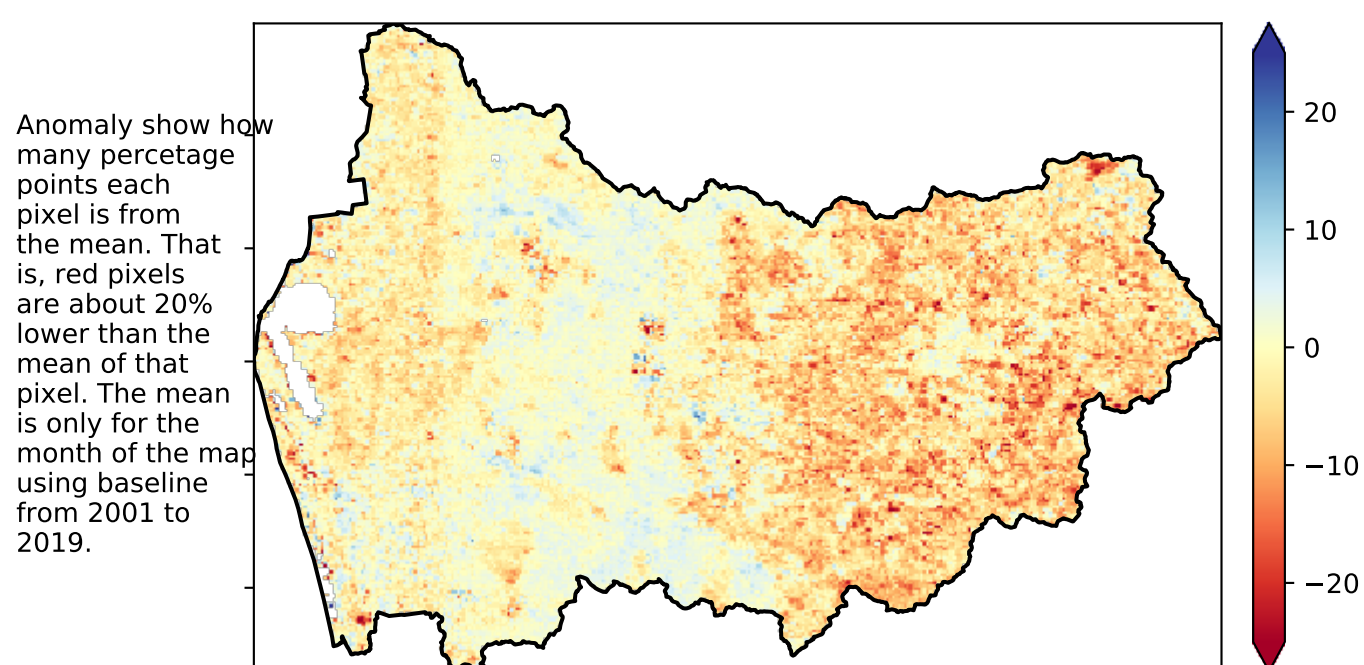 Anomaly show how
many percetage
points each
pixel is from
the mean. That
is, red pixels
are about 20%
lower than the
mean of that
pixel. The mean
is only for the
month of the map
using baseline
from 2001 to
2019.
20
10
0
−10
−20